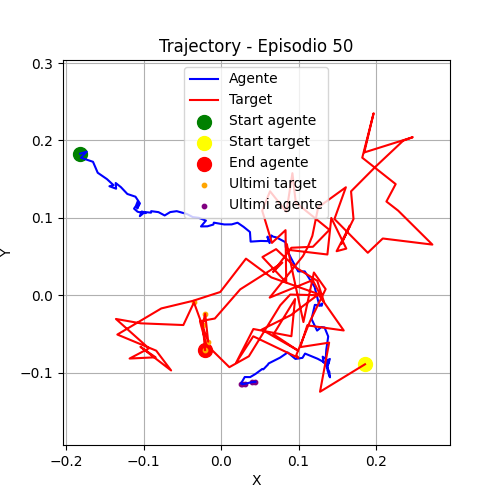 Trajectory - Episodio 50
Agente
Target
Start agente
Start target
End agente
Ultimi target
Ultimi agente
0.3
0.2
0.1
0.0
−0.1
Y
−0.2 −0.1 0.0 0.1 0.2
X